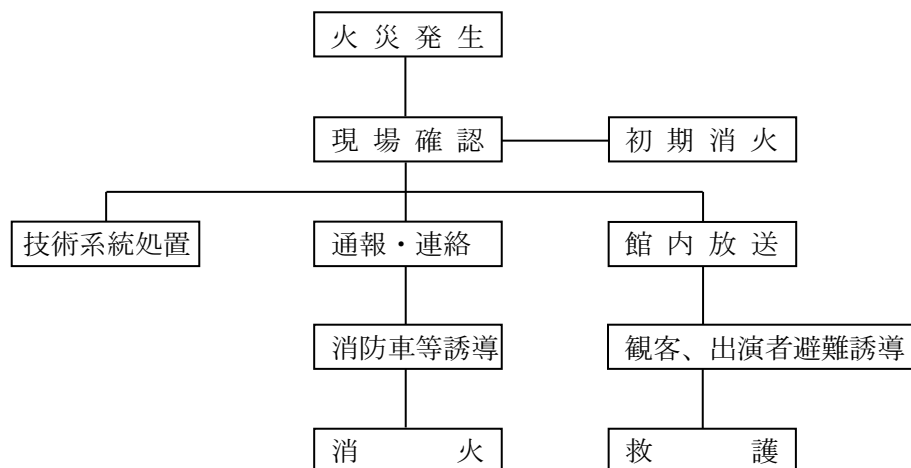 火災発生
現場確認 初期消火
技術系統処置 通報・連絡 館内放送
消防車等誘導 観客、出演者避難誘導
消火 救護